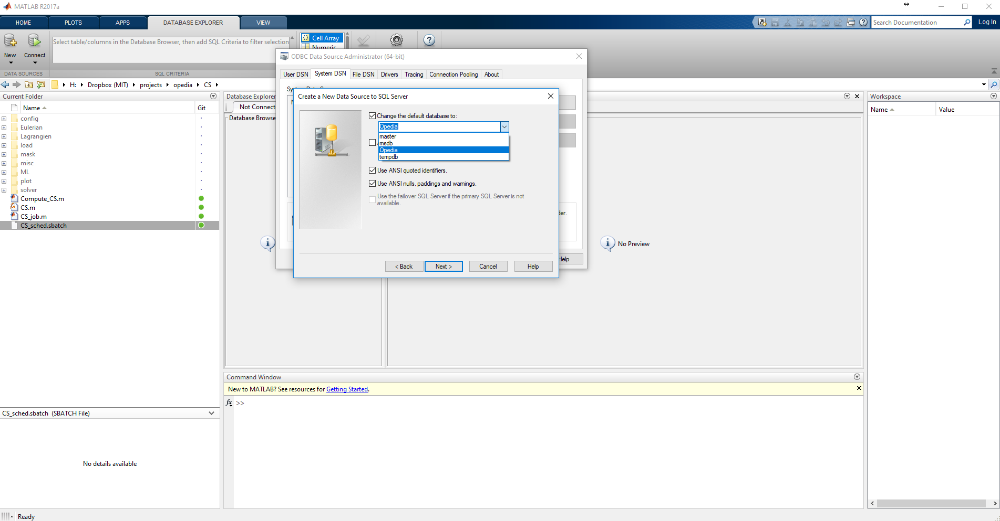 MATLAB R2017a
HOME PLOTS APPS DATABASE EXPLORER VIEW
Search Documentation Log In
New Connect
Select table/columns in the Database Browser, then add SQL Criteria to filter selection
Cell Array
Numeric
DATA SOURCES SQL CRITERIA
H: Dropbox (MIT) projects opedia CS
Current Folder
Name Git
config
Eulerian
Lagrangien
load
mask
misc
ML
plot
solver
Compute_CS.m
CS.m
CS_job.m
CS_sched.sbatch
CS_sched.sbatch (SBATCH File)
No details available
Database Explorer
Not Connect
Database Browse
ODBC Data Source Administrator (64-bit)
User DSN System DSN File DSN Drivers Tracing Connection Pooling About
Create a New Data Source to SQL Server
Change the default database to:
Opedia
master
msdb
Opedia
tempdb
Use ANSI quoted identifiers.
Use ANSI nulls, paddings and warnings.
Use the failover SQL Server if the primary SQL Server is not
available.
< Back Next > Cancel Help
der.
Help
No Preview
Workspace
Name Value
Command Window
New to MATLAB? See resources for Getting Started.
fx >>
Ready